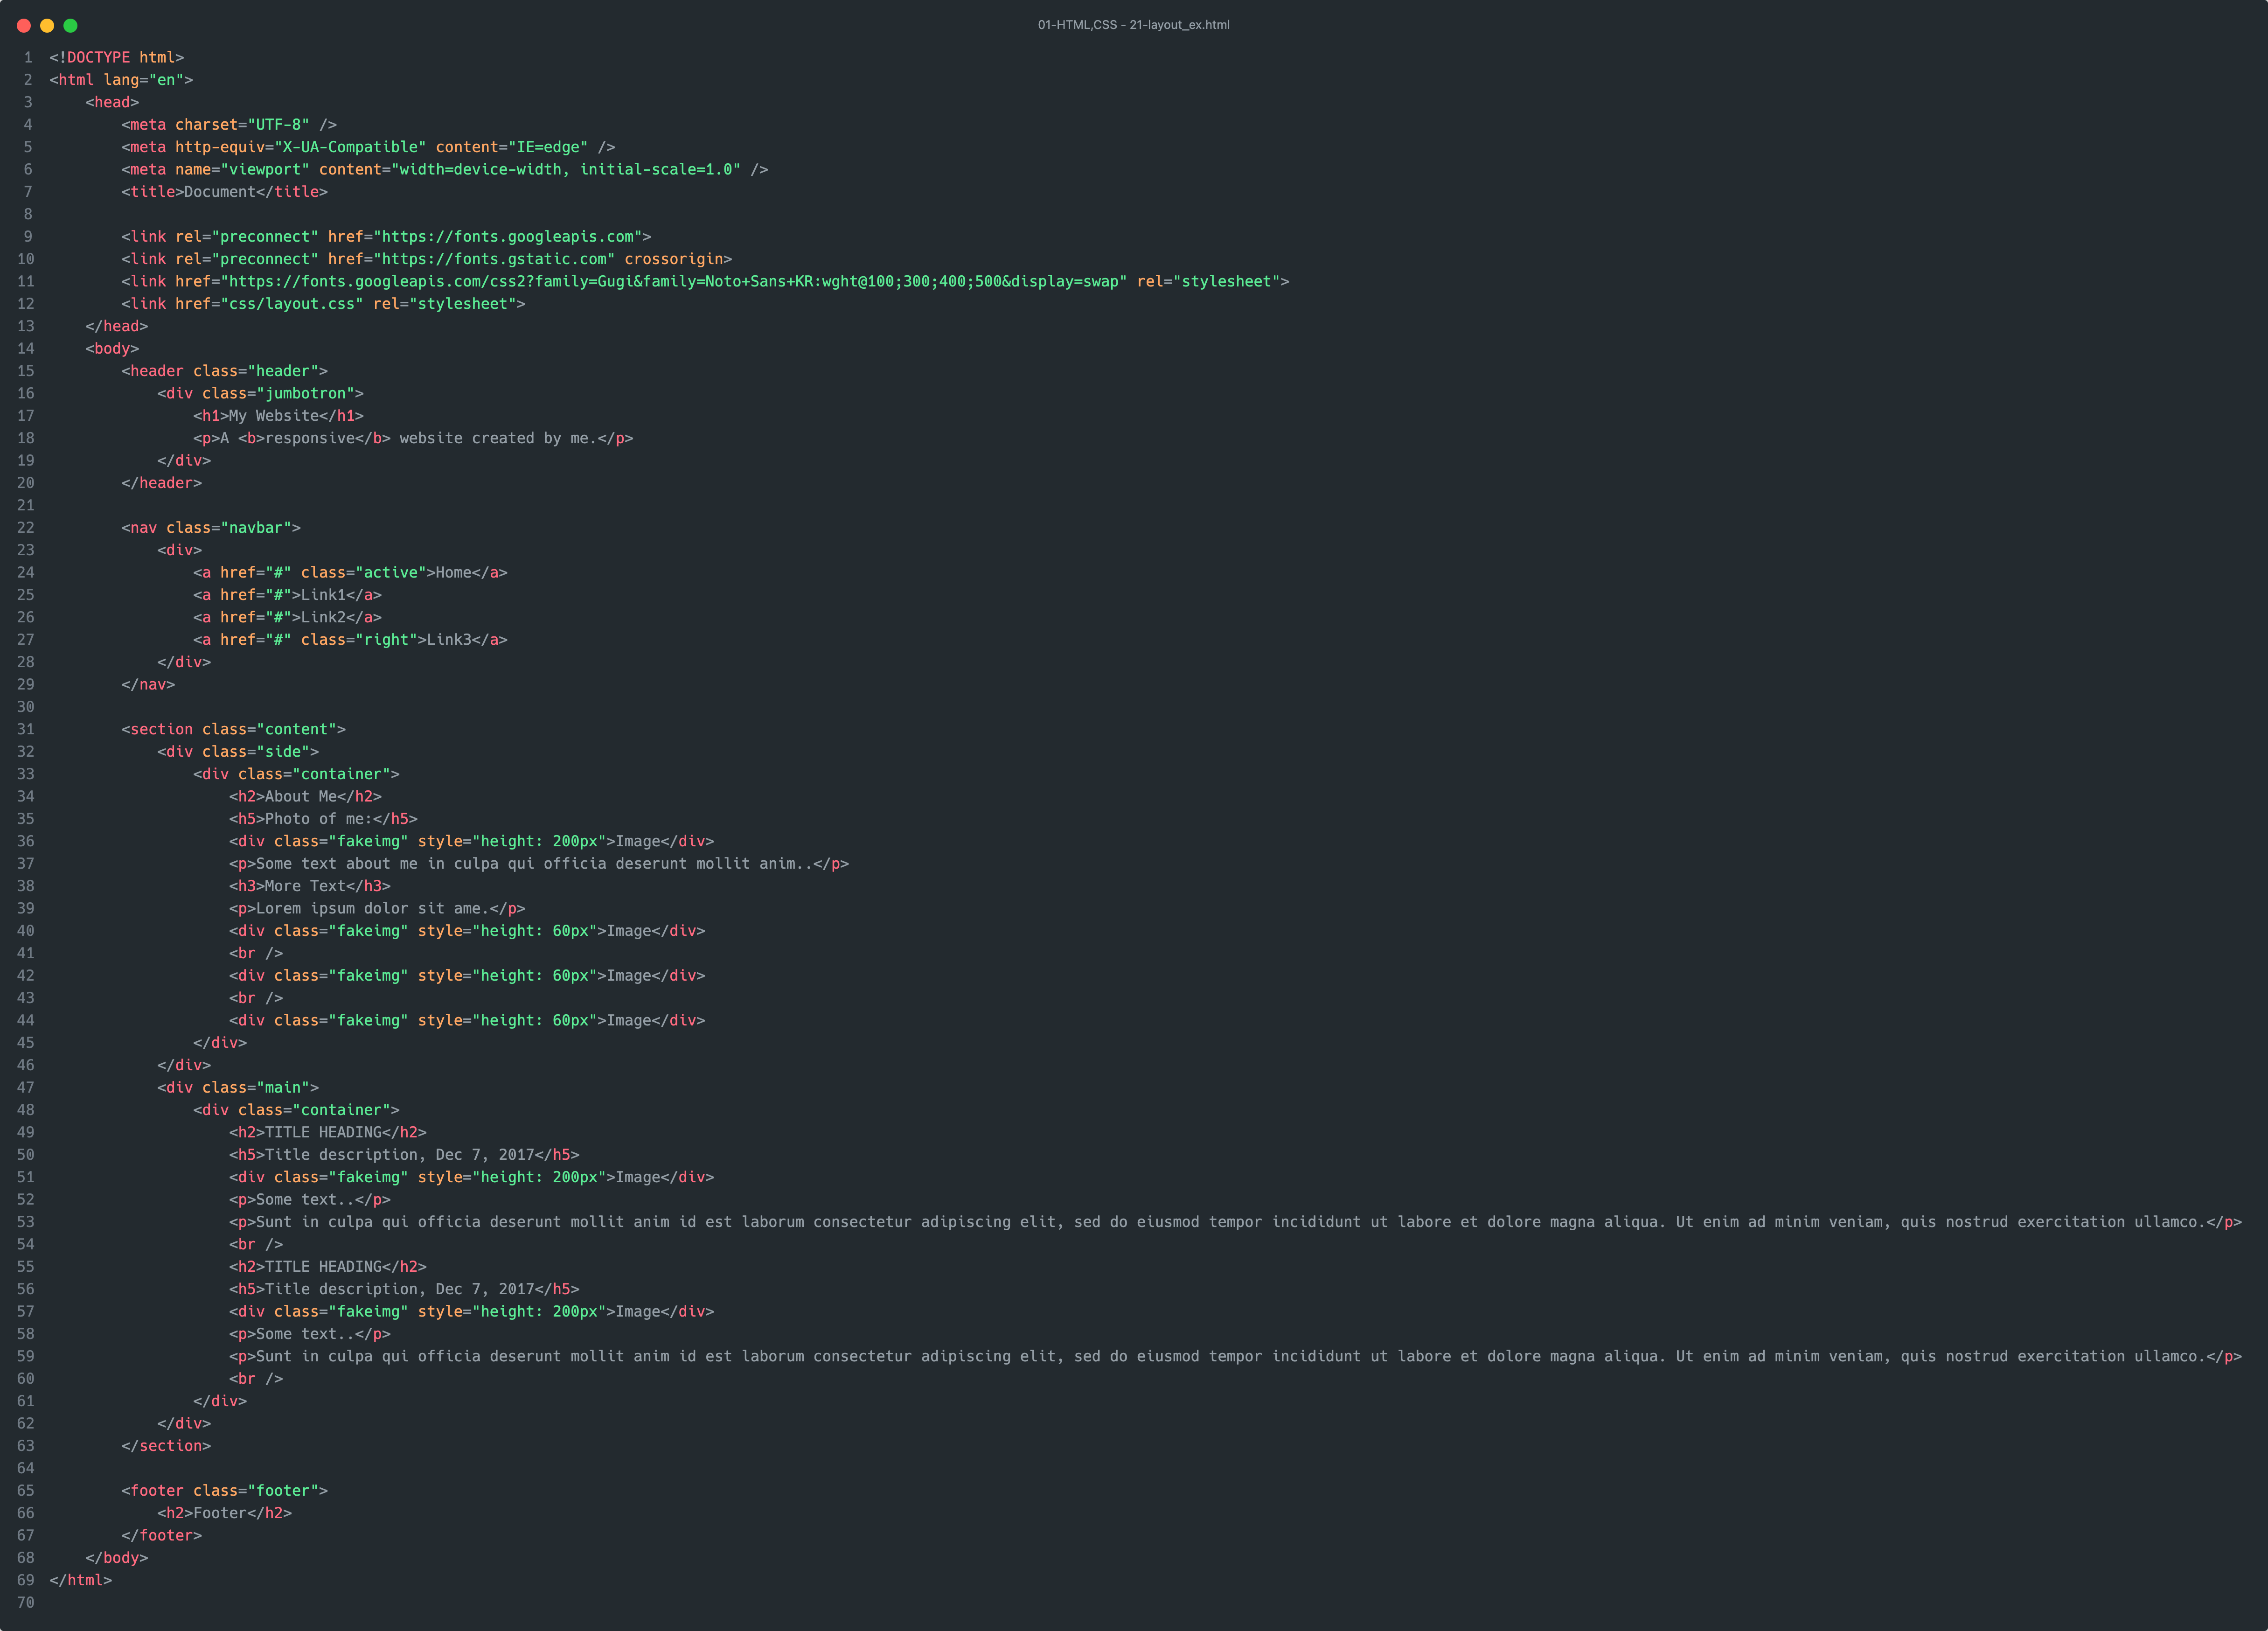 01-HTML,CSS - 21-layout_ex.html
1 <!DOCTYPE html>
2 <html lang="en">
3     <head>
4         <meta charset="UTF-8" />
5         <meta http-equiv="X-UA-Compatible" content="IE=edge" />
6         <meta name="viewport" content="width=device-width, initial-scale=1.0" />
7         <title>Document</title>
8
9         <link rel="preconnect" href="https://fonts.googleapis.com">
10         <link rel="preconnect" href="https://fonts.gstatic.com" crossorigin>
11         <link href="https://fonts.googleapis.com/css2?family=Gugi&family=Noto+Sans+KR:wght@100;300;400;500&display=swap" rel="stylesheet">
12         <link href="css/layout.css" rel="stylesheet">
13     </head>
14     <body>
15         <header class="header">
16             <div class="jumbotron">
17                 <h1>My Website</h1>
18                 <p>A <b>responsive</b> website created by me.</p>
19             </div>
20         </header>
21
22         <nav class="navbar">
23             <div>
24                 <a href="#" class="active">Home</a>
25                 <a href="#">Link1</a>
26                 <a href="#">Link2</a>
27                 <a href="#" class="right">Link3</a>
28             </div>
29         </nav>
30
31         <section class="content">
32             <div class="side">
33                 <div class="container">
34                     <h2>About Me</h2>
35                     <h5>Photo of me:</h5>
36                     <div class="fakeimg" style="height: 200px">Image</div>
37                     <p>Some text about me in culpa qui officia deserunt mollit anim..</p>
38                     <h3>More Text</h3>
39                     <p>Lorem ipsum dolor sit ame.</p>
40                     <div class="fakeimg" style="height: 60px">Image</div>
41                     <br />
42                     <div class="fakeimg" style="height: 60px">Image</div>
43                     <br />
44                     <div class="fakeimg" style="height: 60px">Image</div>
45                 </div>
46             </div>
47             <div class="main">
48                 <div class="container">
49                     <h2>TITLE HEADING</h2>
50                     <h5>Title description, Dec 7, 2017</h5>
51                     <div class="fakeimg" style="height: 200px">Image</div>
52                     <p>Some text..</p>
53                     <p>Sunt in culpa qui officia deserunt mollit anim id est laborum consectetur adipiscing elit, sed do eiusmod tempor incididunt ut labore et dolore magna aliqua. Ut enim ad minim veniam, quis nostrud exercitation ullamco.</p>
54                     <br />
55                     <h2>TITLE HEADING</h2>
56                     <h5>Title description, Dec 7, 2017</h5>
57                     <div class="fakeimg" style="height: 200px">Image</div>
58                     <p>Some text..</p>
59                     <p>Sunt in culpa qui officia deserunt mollit anim id est laborum consectetur adipiscing elit, sed do eiusmod tempor incididunt ut labore et dolore magna aliqua. Ut enim ad minim veniam, quis nostrud exercitation ullamco.</p>
60                     <br />
61                 </div>
62             </div>
63         </section>
64
65         <footer class="footer">
66             <h2>Footer</h2>
67         </footer>
68     </body>
69 </html>
70